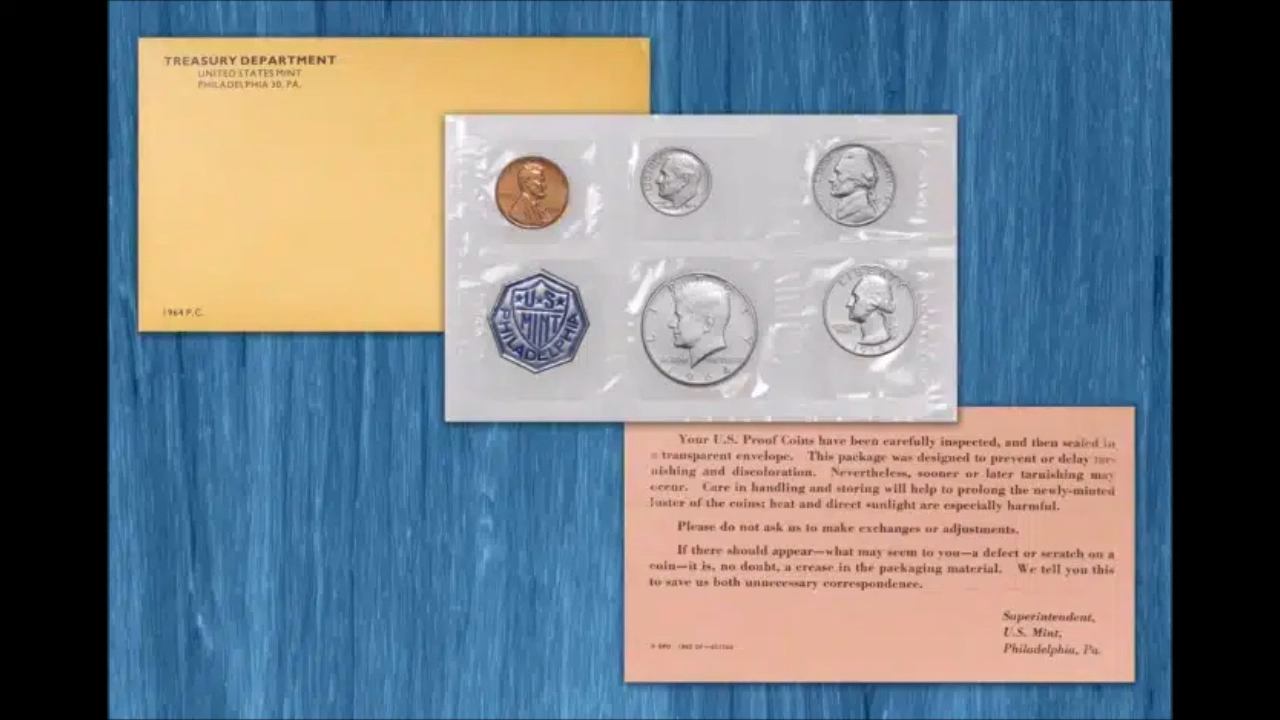 TREASURY DEPARTMENT
UNITED STATES MINT
PHILADELPHIA 30, PA.
1964 P.C.
LIBERTY
U★S★
MINT
PHILADELPHIA
1964
Your U.S. Proof Coins have been carefully inspected, and then sealed in
a transparent envelope. This package was designed to prevent or delay tar-
nishing and discoloration. Nevertheless, sooner or later tarnishing may
occur. Care in handling and storing will help to prolong the newly-minted
luster of the coins; heat and direct sunlight are especially harmful.
Please do not ask us to make exchanges or adjustments.
If there should appear—what may seem to you—a defect or scratch on a
coin—it is, no doubt, a crease in the packaging material. We tell you this
to save us both unnecessary correspondence.
Superintendent,
U.S. Mint,
Philadelphia, Pa.